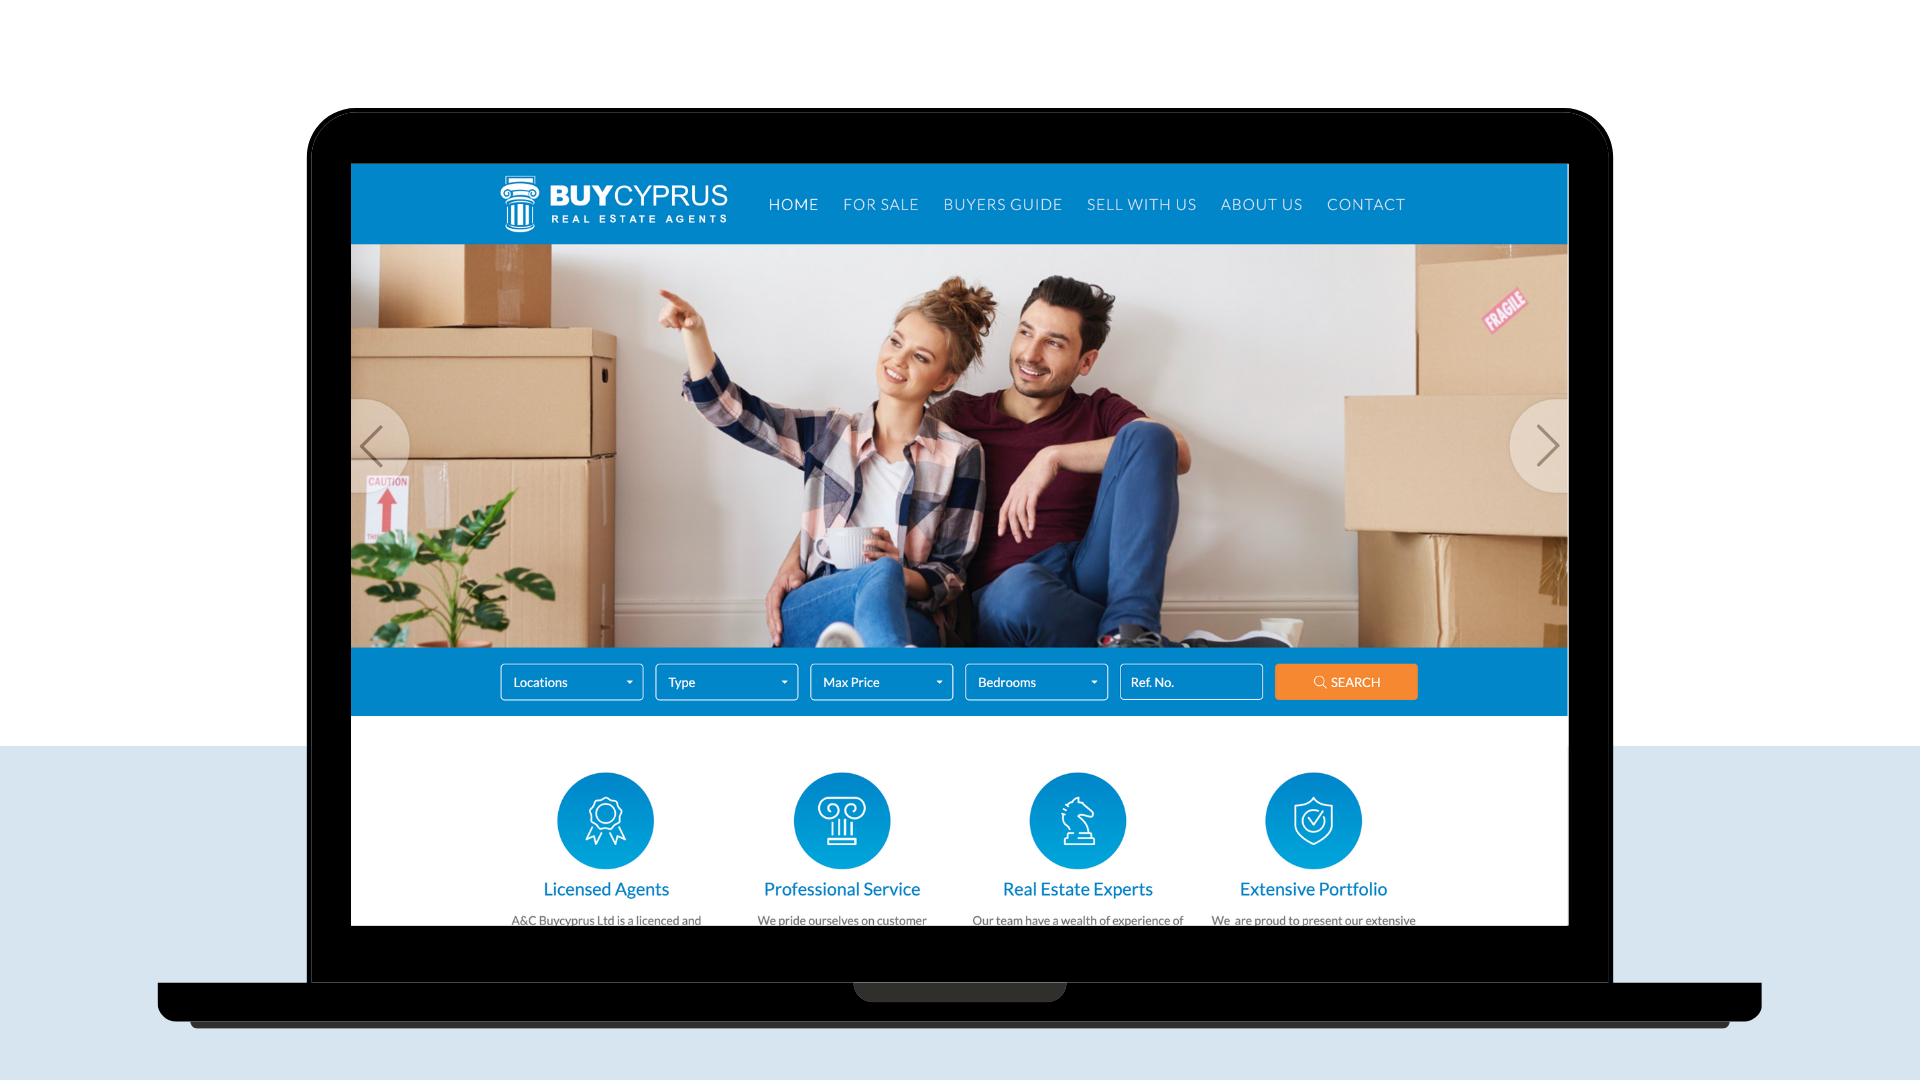 BUYCYPRUS
REAL ESTATE AGENTS
HOME FOR SALE BUYERS GUIDE SELL WITH US ABOUT US CONTACT
FRAGILE
CAUTION
Locations Type Max Price Bedrooms Ref. No. SEARCH
Licensed Agents Professional Service Real Estate Experts Extensive Portfolio
A&C Buycyprus Ltd is a licenced and We pride ourselves on customer Our team have a wealth of experience of We are proud to present our extensive